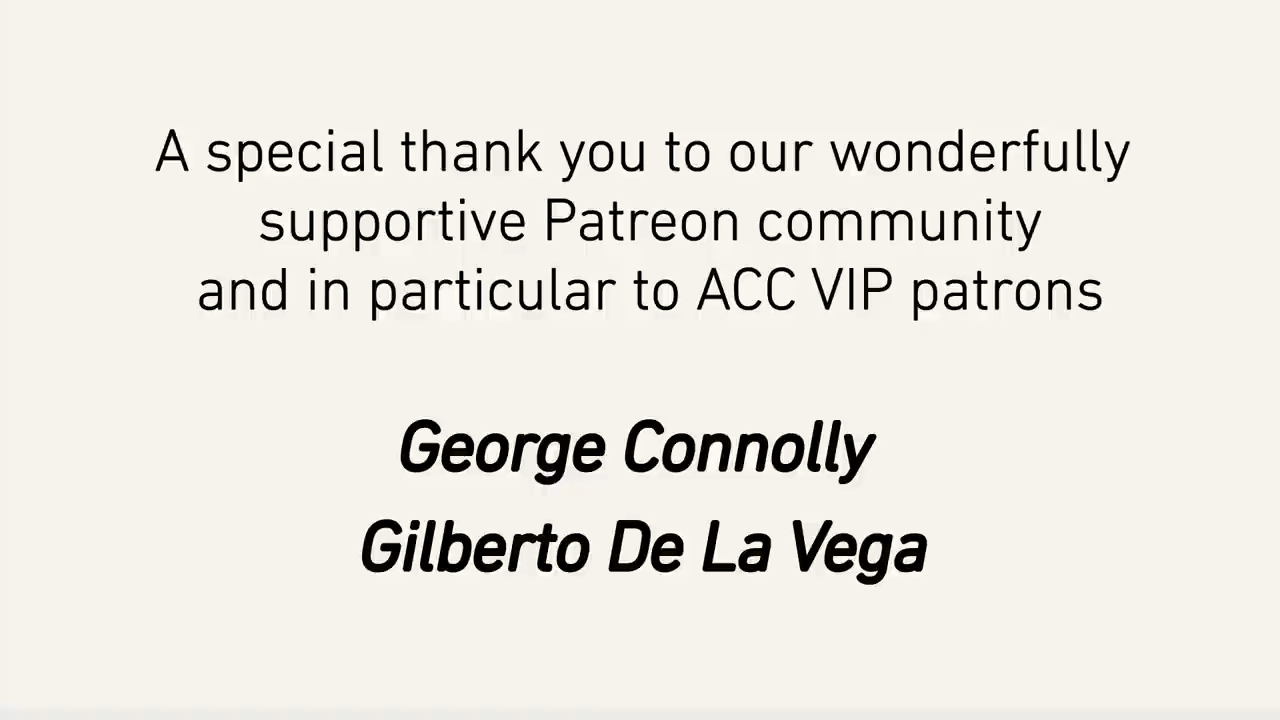 A special thank you to our wonderfully
supportive Patreon community
and in particular to ACC VIP patrons
George Connolly
Gilberto De La Vega